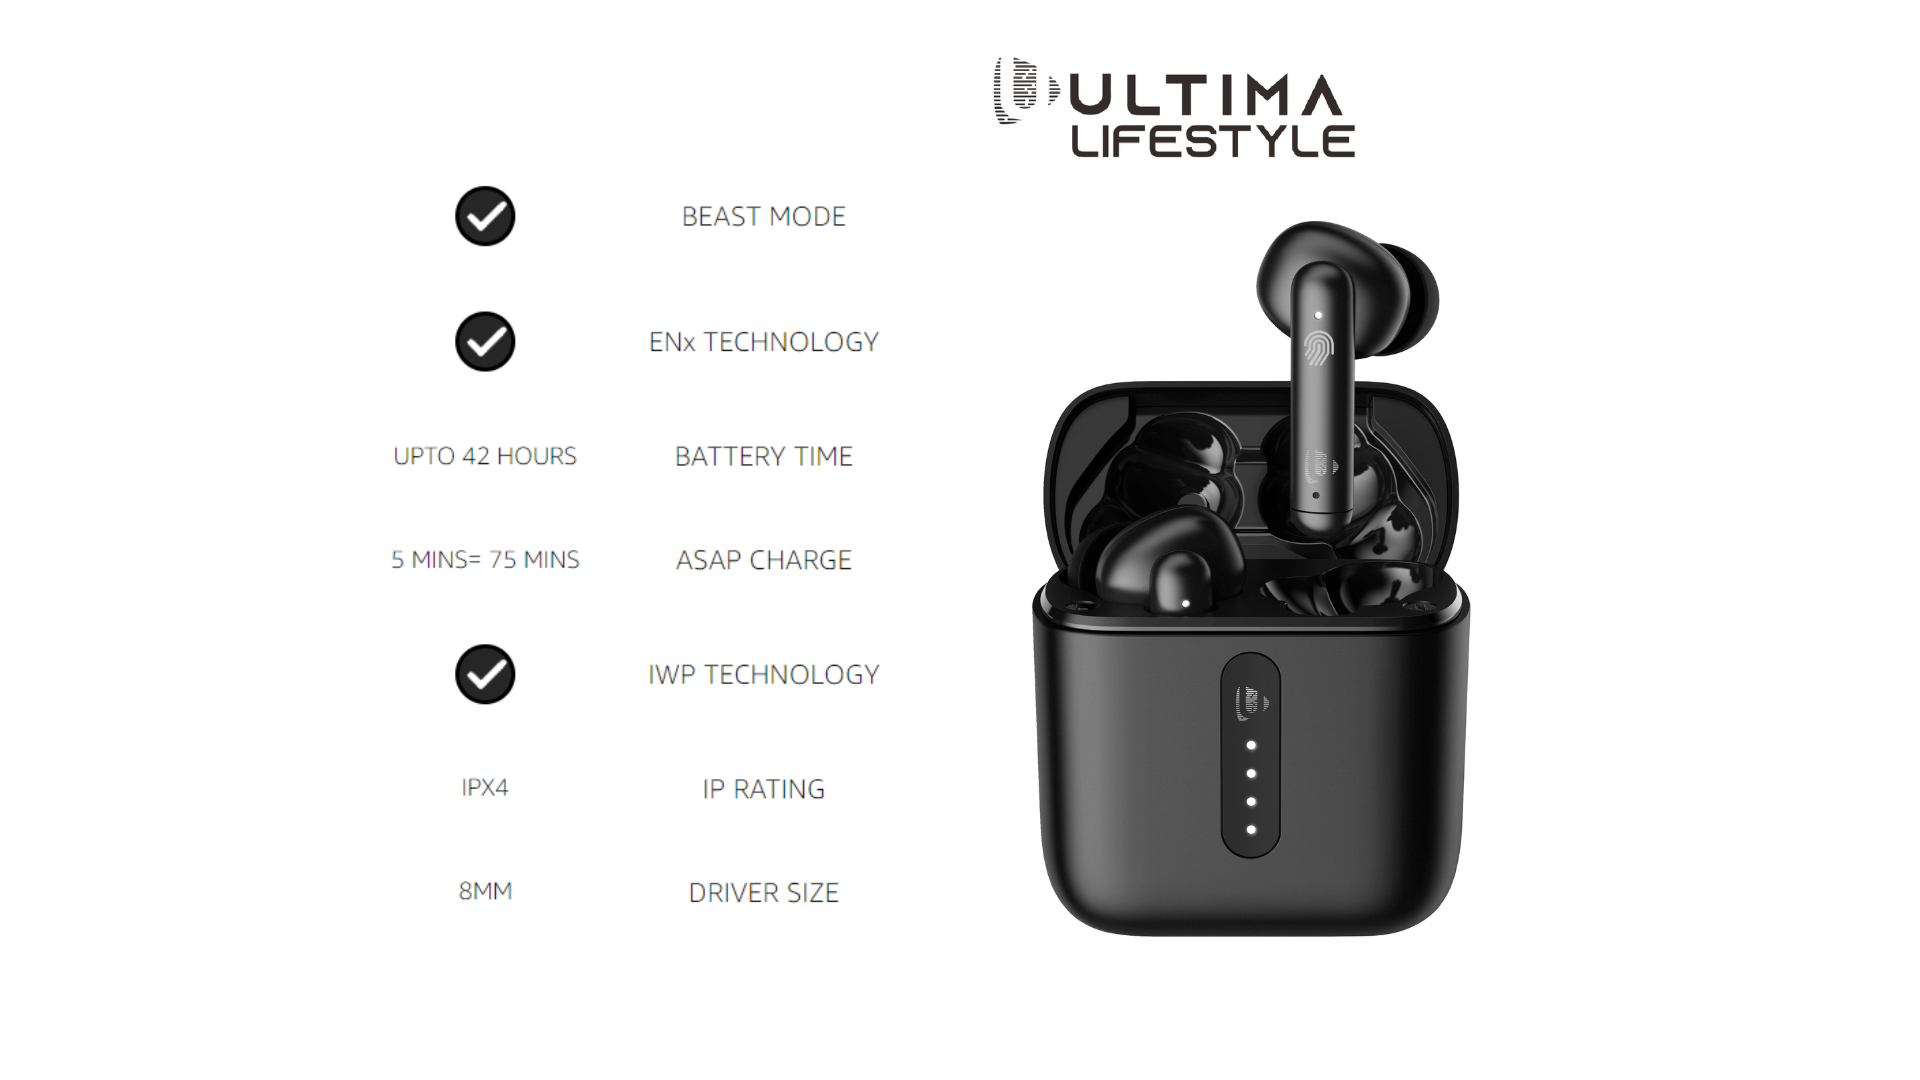 ULTIMA
LIFESTYLE
BEAST MODE
ENx TECHNOLOGY
UPTO 42 HOURS BATTERY TIME
5 MINS= 75 MINS ASAP CHARGE
IWP TECHNOLOGY
IPX4 IP RATING
8MM DRIVER SIZE